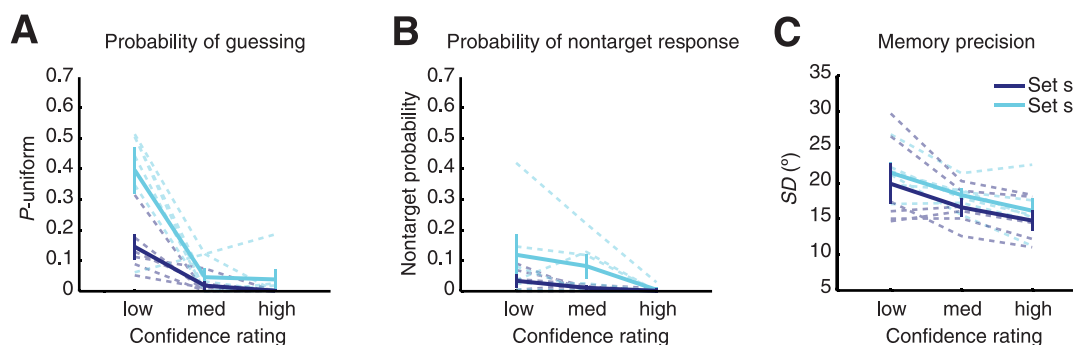 A Probability of guessing
P-uniform
0.7
0.6
0.5
0.4
0.3
0.2
0.1
0
low med high
Confidence rating
B Probability of nontarget response
Nontarget probability
0.7
0.6
0.5
0.4
0.3
0.2
0.1
0
low med high
Confidence rating
C Memory precision
SD (°)
35
30
25
20
15
10
5
low med high
Confidence rating
Set s
Set s